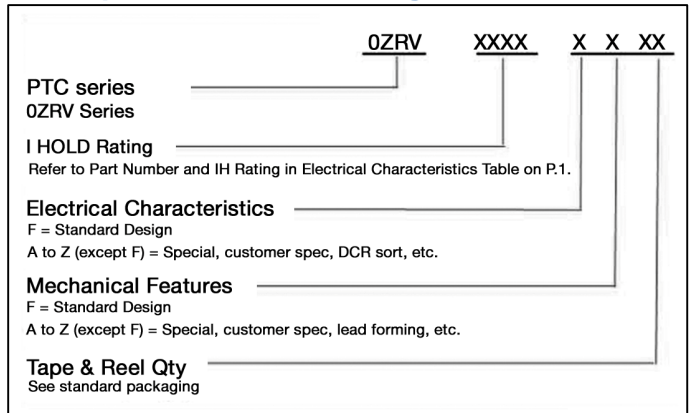 0ZRV XXXX X X XX
PTC series
0ZRV Series
I HOLD Rating
Refer to Part Number and IH Rating in Electrical Characteristics Table on P.1.
Electrical Characteristics
F = Standard Design
A to Z (except F) = Special, customer spec, DCR sort, etc.
Mechanical Features
F = Standard Design
A to Z (except F) = Special, customer spec, lead forming, etc.
Tape & Reel Qty
See standard packaging